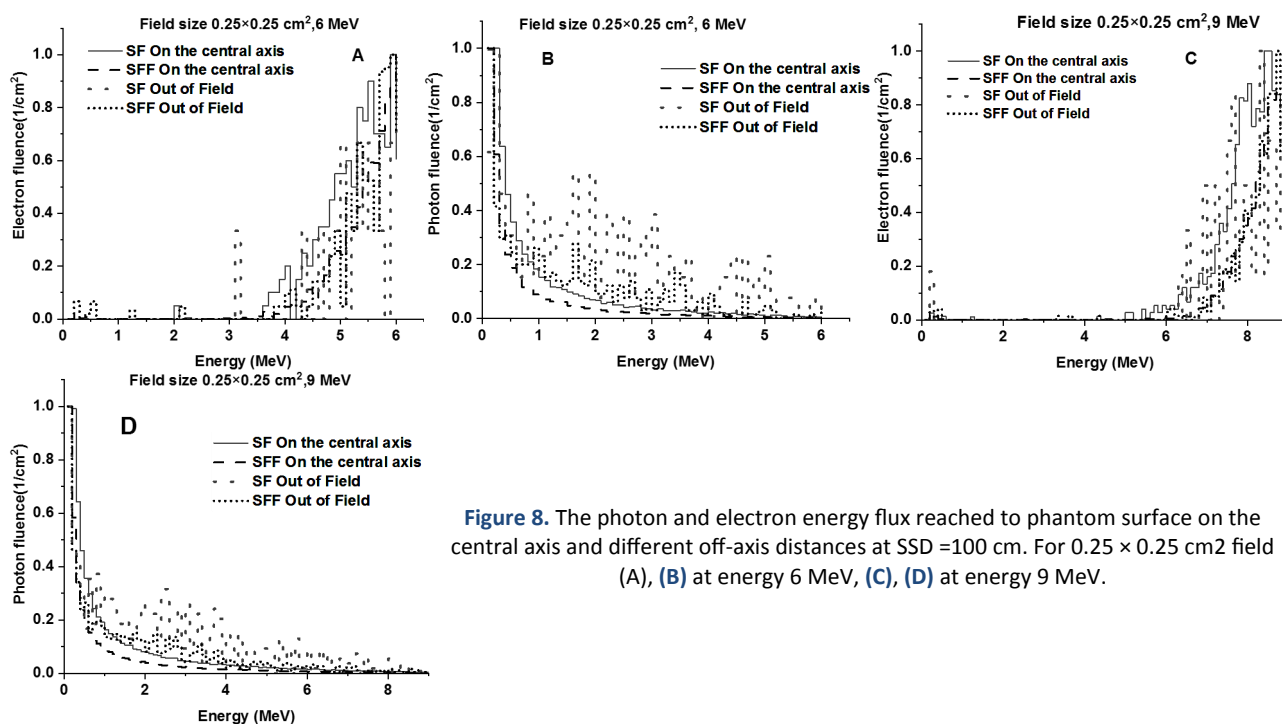 Field size 0.25×0.25 cm²,6 MeV
A
SF On the central axis
SFF On the central axis
SF Out of Field
SFF Out of Field
Electron fluence(1/cm²)
1.0
0.8
0.6
0.4
0.2
0.0
0 1 2 3 4 5 6
Energy (MeV)
Field size 0.25×0.25 cm², 6 MeV
B
SF On the central axis
SFF On the central axis
SF Out of Field
SFF Out of Field
Photon fluence(1/cm²)
1.0
0.8
0.6
0.4
0.2
0.0
0 1 2 3 4 5 6
Energy (MeV)
Field size 0.25×0.25 cm²,9 MeV
C
SF On the central axis
SFF On the central axis
SF Out of Field
SFF Out of Field
Electron fluence(1/cm²)
1.0
0.8
0.6
0.4
0.2
0.0
0 2 4 6 8
Energy (MeV)
Field size 0.25×0.25 cm²,9 MeV
D
SF On the central axis
SFF On the central axis
SF Out of Field
SFF Out of Field
Photon fluence(1/cm²)
1.0
0.8
0.6
0.4
0.2
0.0
0 2 4 6 8
Energy (MeV)
Figure 8. The photon and electron energy flux reached to phantom surface on the
central axis and different off-axis distances at SSD =100 cm. For 0.25 × 0.25 cm2 field
(A), (B) at energy 6 MeV, (C), (D) at energy 9 MeV.